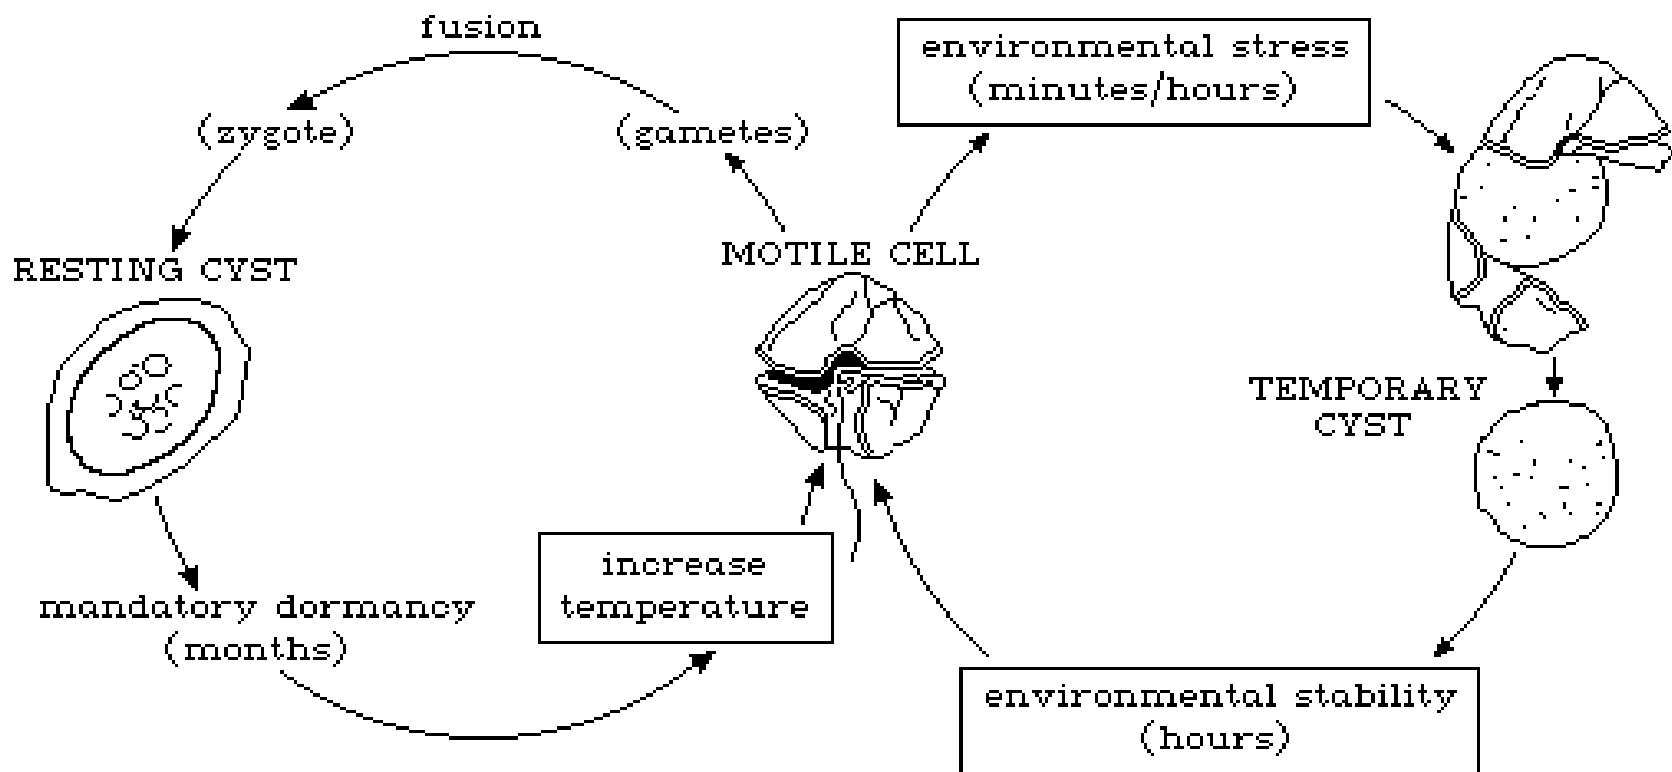 fusion
environmental stress
(minutes/hours)
(zygote)
(gametes)
MOTILE CELL
RESTING CYST
TEMPORARY
CYST
increase
temperature
mandatory dormancy
(months)
environmental stability
(hours)